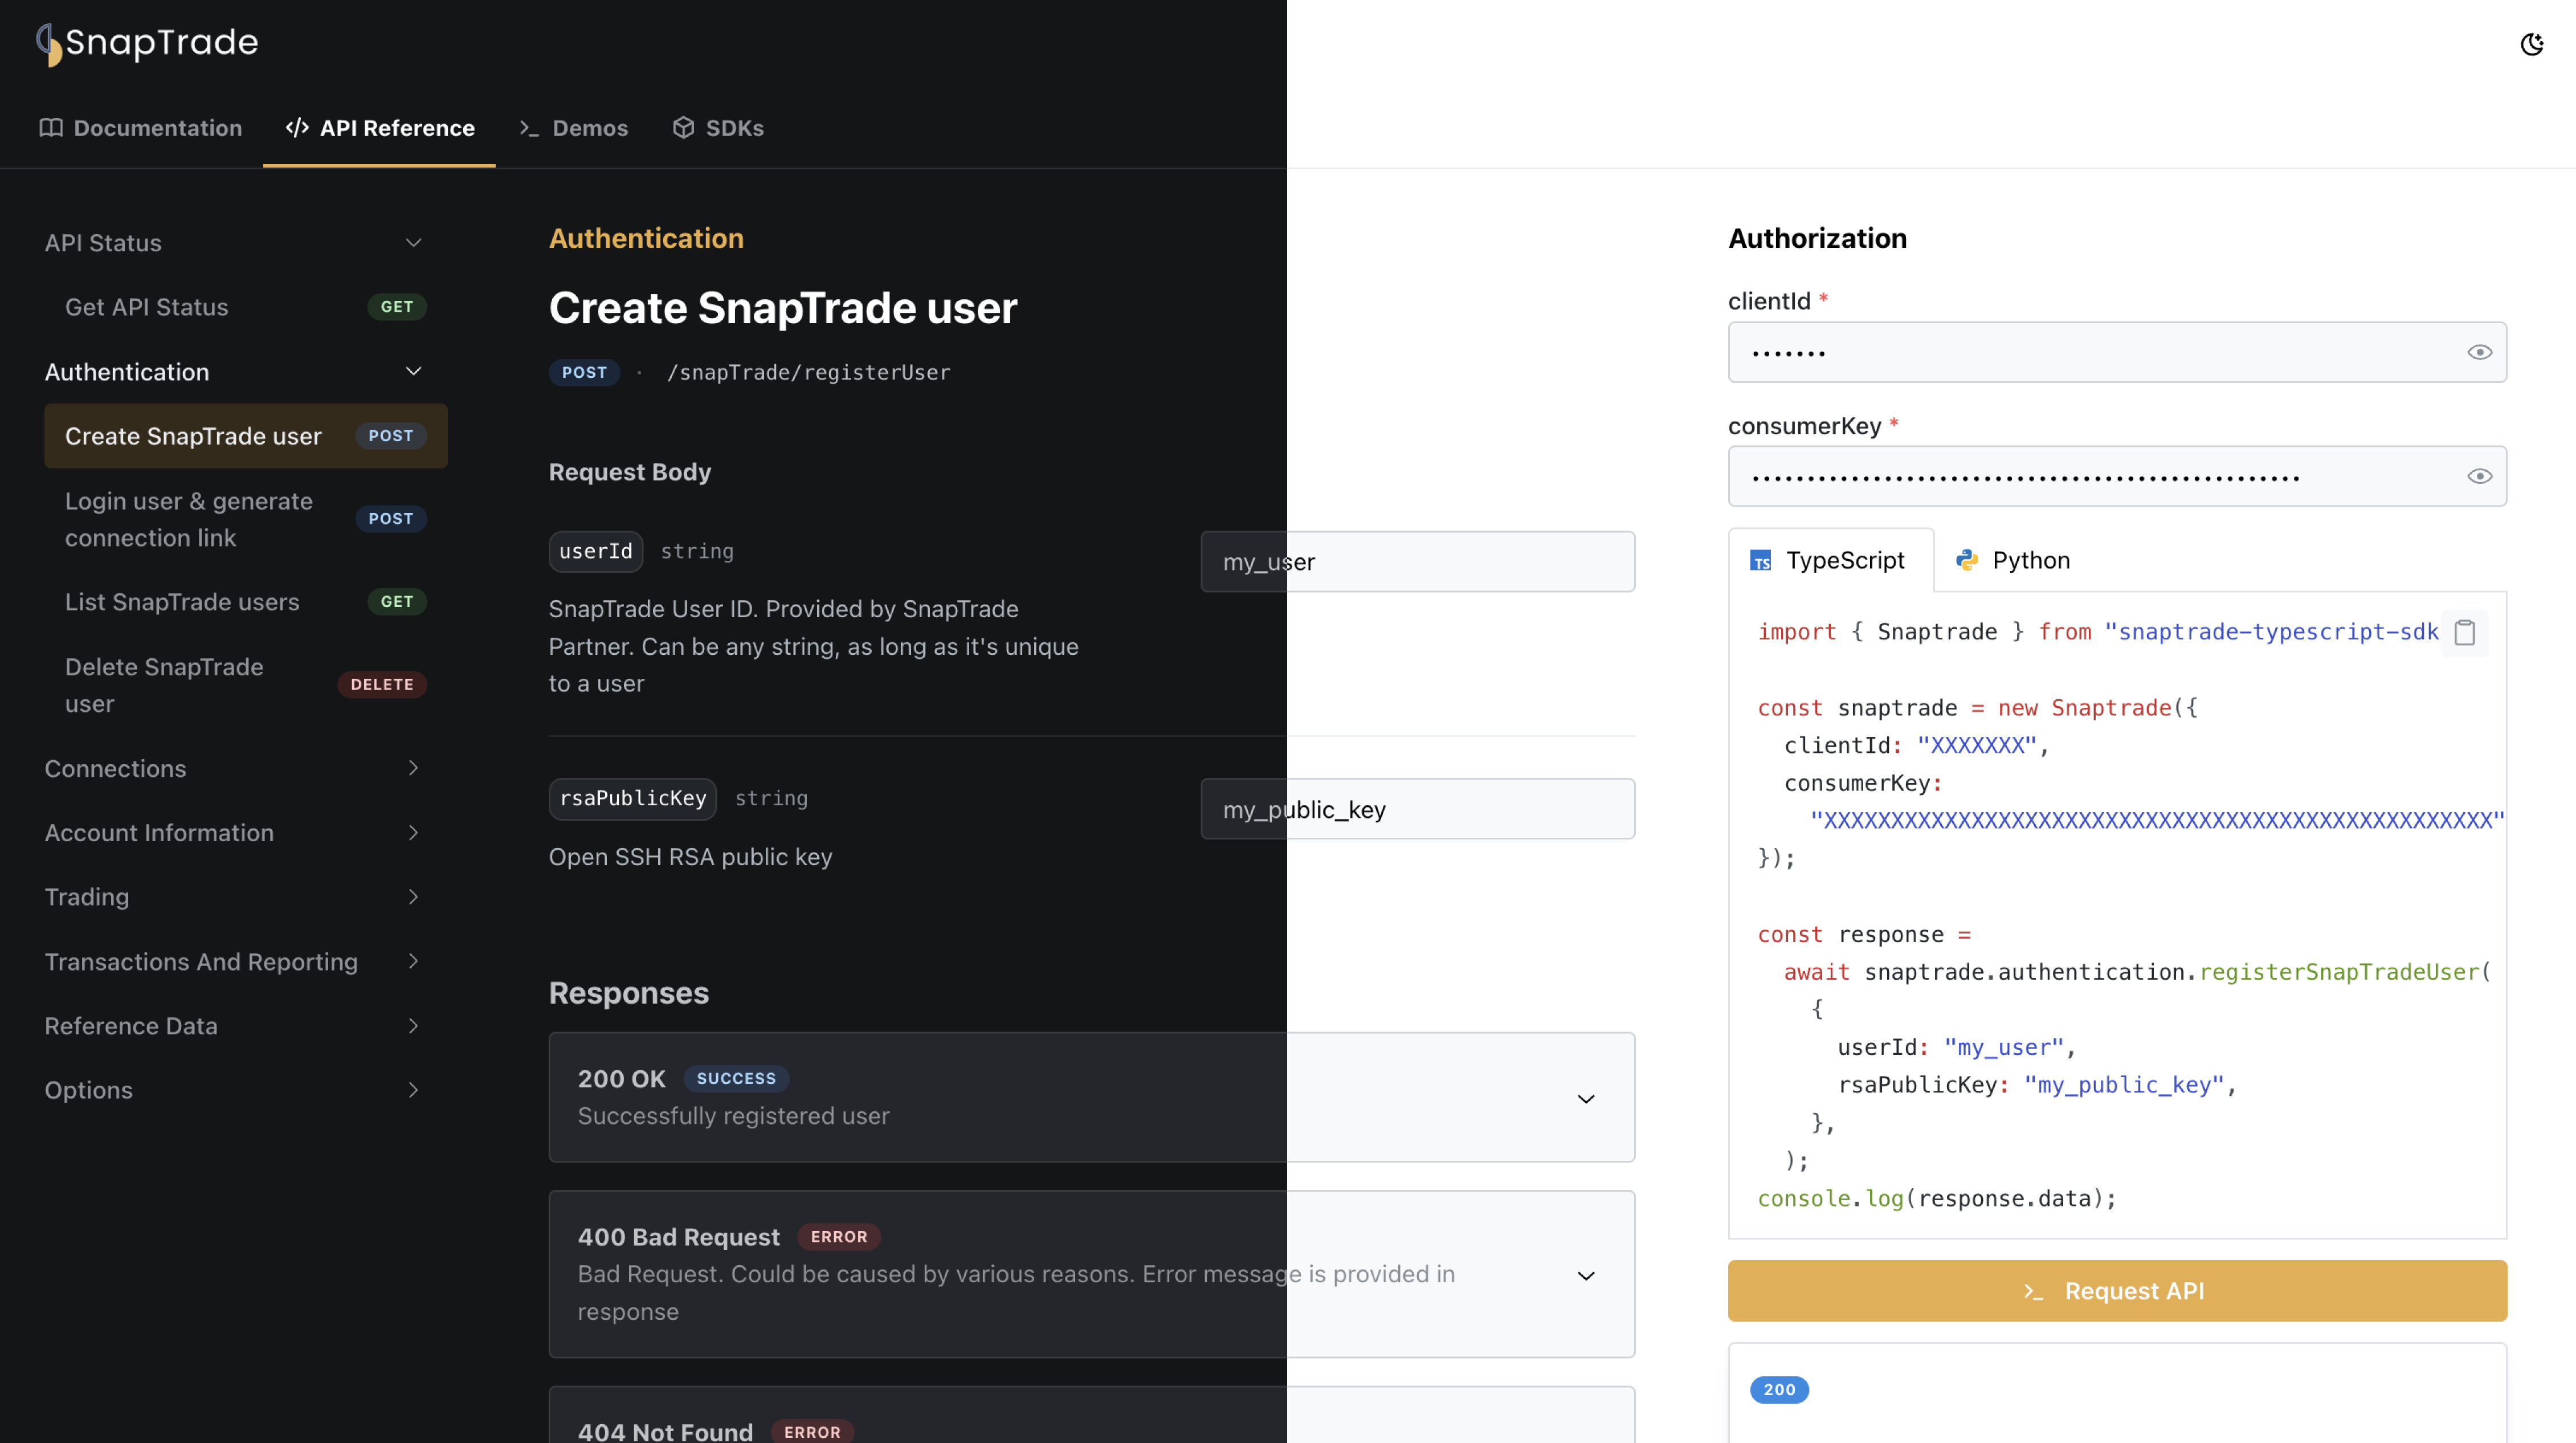 SnapTrade
Documentation
API Reference
Demos
SDKs
API Status
Get API Status GET
Authentication
Create SnapTrade user POST
Login user & generate
connection link
POST
List SnapTrade users GET
Delete SnapTrade
user
DELETE
Connections
Account Information
Trading
Transactions And Reporting
Reference Data
Options
Authentication
Create SnapTrade user
POST · /snapTrade/registerUser
Request Body
userId string
my_user
SnapTrade User ID. Provided by SnapTrade
Partner. Can be any string, as long as it's unique
to a user
rsaPublicKey string
my_public_key
Open SSH RSA public key
Responses
200 OK SUCCESS
Successfully registered user
400 Bad Request ERROR
Bad Request. Could be caused by various reasons. Error message is provided in
response
404 Not Found ERROR
Authorization
clientId *
•••••••
consumerKey *
••••••••••••••••••••••••••••••••••••••••••••••••••
TS TypeScript
Python
import { Snaptrade } from "snaptrade-typescript-sdk
const snaptrade = new Snaptrade({
clientId: "XXXXXXX",
consumerKey:
"XXXXXXXXXXXXXXXXXXXXXXXXXXXXXXXXXXXXXXXXXXXXXXXXXX"
});
const response =
await snaptrade.authentication.registerSnapTradeUser(
{
userId: "my_user",
rsaPublicKey: "my_public_key",
},
);
console.log(response.data);
Request API
200